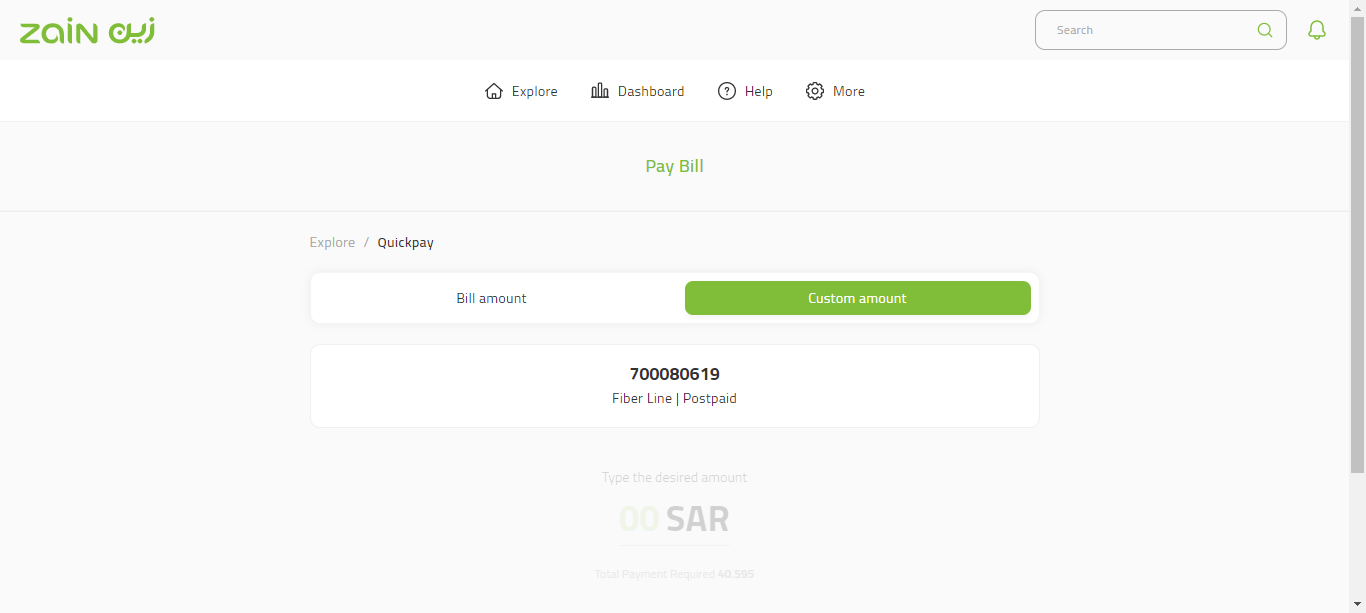 zain زين
Search
Explore Dashboard Help More
Pay Bill
Explore / Quickpay
Bill amount Custom amount
700080619
Fiber Line | Postpaid
Type the desired amount
00 SAR
Total Payment Required 40.595